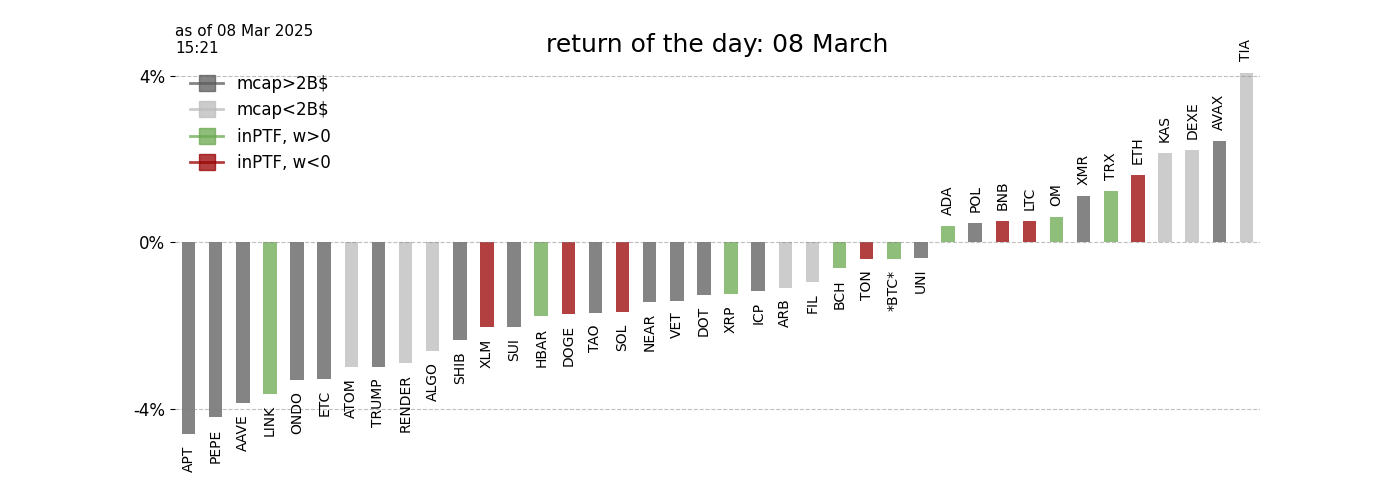 as of 08 Mar 2025
15:21
return of the day: 08 March
4%
0%
-4%
mcap>2B$
mcap<2B$
inPTF, w>0
inPTF, w<0
APT
PEPE
AAVE
LINK
ONDO
ETC
ATOM
TRUMP
RENDER
ALGO
SHIB
XLM
SUI
HBAR
DOGE
TAO
SOL
NEAR
VET
DOT
XRP
ICP
ARB
FIL
BCH
TON
*BTC*
UNI
ADA
POL
BNB
LTC
OM
XMR
TRX
ETH
KAS
DEXE
AVAX
TIA